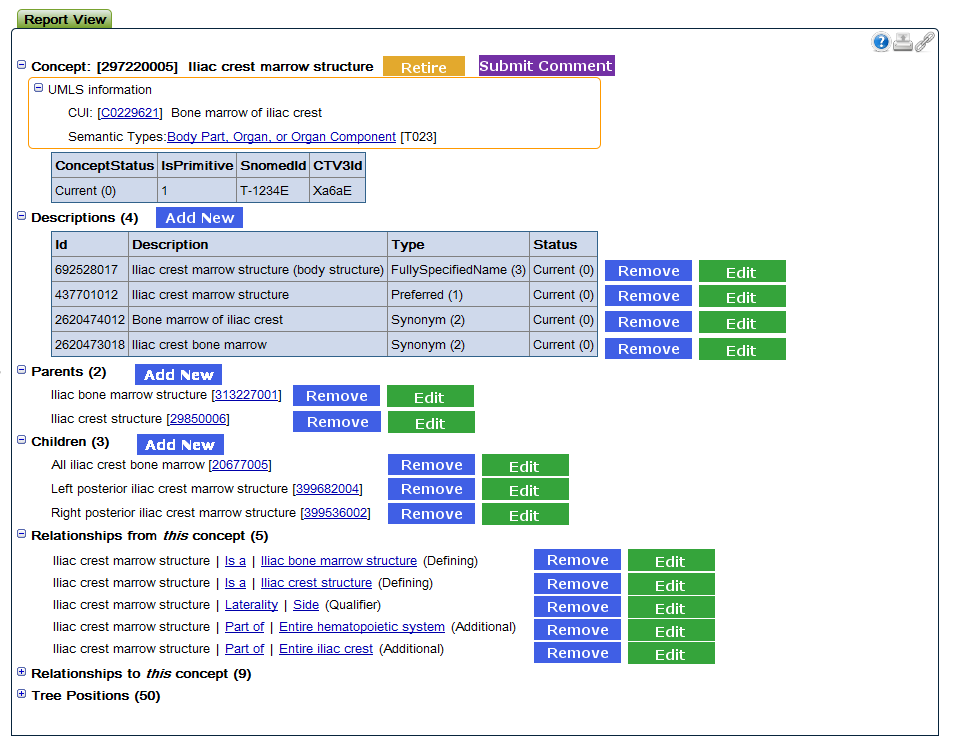 Report View
Concept: [297220005] Iliac crest marrow structure Retire Submit Comment
UMLS information
CUI: [C0229621] Bone marrow of iliac crest
Semantic Types:Body Part, Organ, or Organ Component [T023]
ConceptStatus IsPrimitive SnomedId CTV3Id
Current (0) 1 T-1234E Xa6aE
Descriptions (4) Add New
Id Description Type Status
692528017 Iliac crest marrow structure (body structure) FullySpecifiedName (3) Current (0) Remove Edit
437701012 Iliac crest marrow structure Preferred (1) Current (0) Remove Edit
2620474012 Bone marrow of iliac crest Synonym (2) Current (0) Remove Edit
2620473018 Iliac crest bone marrow Synonym (2) Current (0) Remove Edit
Parents (2) Add New
Iliac bone marrow structure [313227001] Remove Edit
Iliac crest structure [29850006] Remove Edit
Children (3) Add New
All iliac crest bone marrow [20677005] Remove Edit
Left posterior iliac crest marrow structure [399682004] Remove Edit
Right posterior iliac crest marrow structure [399536002] Remove Edit
Relationships from this concept (5)
Iliac crest marrow structure | Is a | Iliac bone marrow structure (Defining) Remove Edit
Iliac crest marrow structure | Is a | Iliac crest structure (Defining) Remove Edit
Iliac crest marrow structure | Laterality | Side (Qualifier) Remove Edit
Iliac crest marrow structure | Part of | Entire hematopoietic system (Additional) Remove Edit
Iliac crest marrow structure | Part of | Entire iliac crest (Additional) Remove Edit
Relationships to this concept (9)
Tree Positions (50)